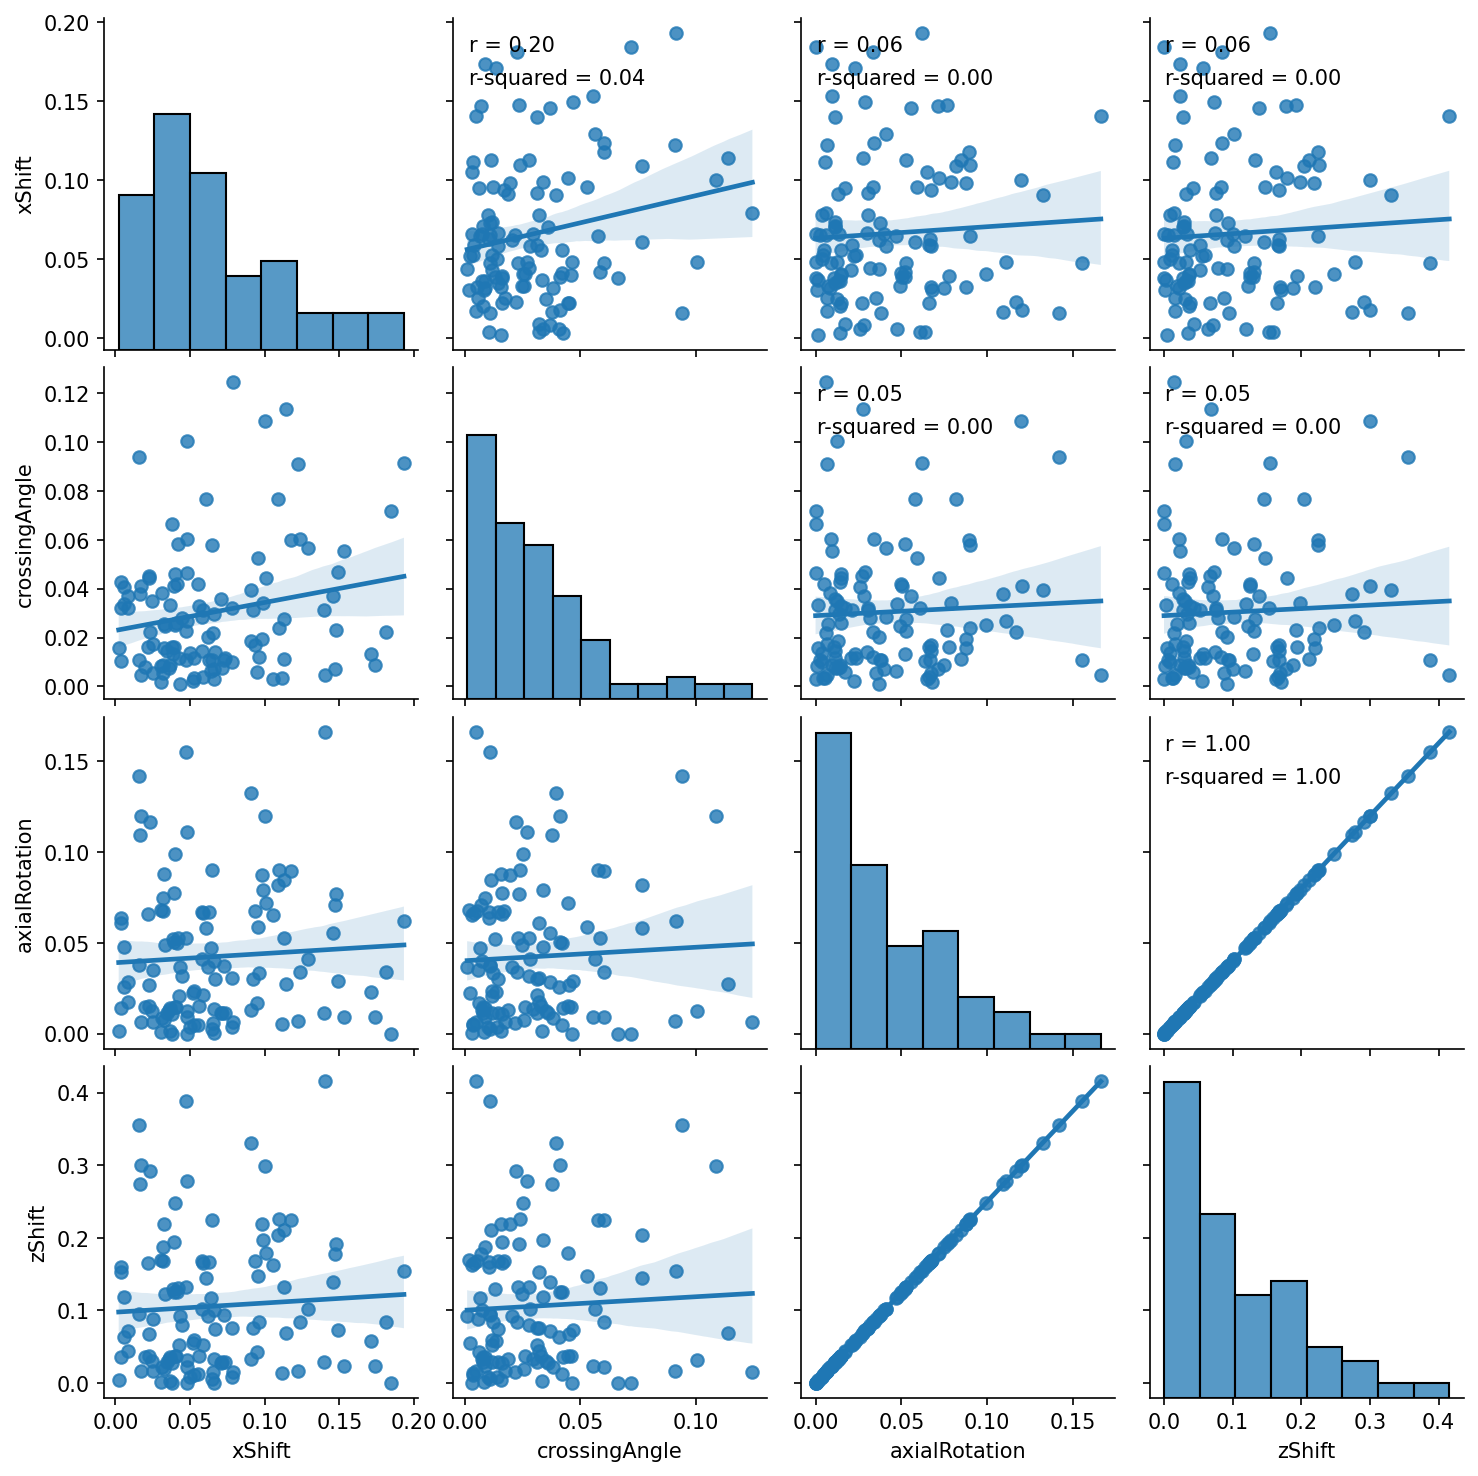 0.20
0.15
0.10
0.05
0.00
xShift
r = 0.20
r-squared = 0.04
r = 0.06
r-squared = 0.00
r = 0.06
r-squared = 0.00
0.12
0.10
0.08
0.06
0.04
0.02
0.00
crossingAngle
r = 0.05
r-squared = 0.00
r = 0.05
r-squared = 0.00
0.15
0.10
0.05
0.00
axialRotation
r = 1.00
r-squared = 1.00
0.4
0.3
0.2
0.1
0.0
zShift
0.00 0.05 0.10 0.15 0.20
xShift
0.00 0.05 0.10
crossingAngle
0.00 0.05 0.10 0.15
axialRotation
0.0 0.1 0.2 0.3 0.4
zShift